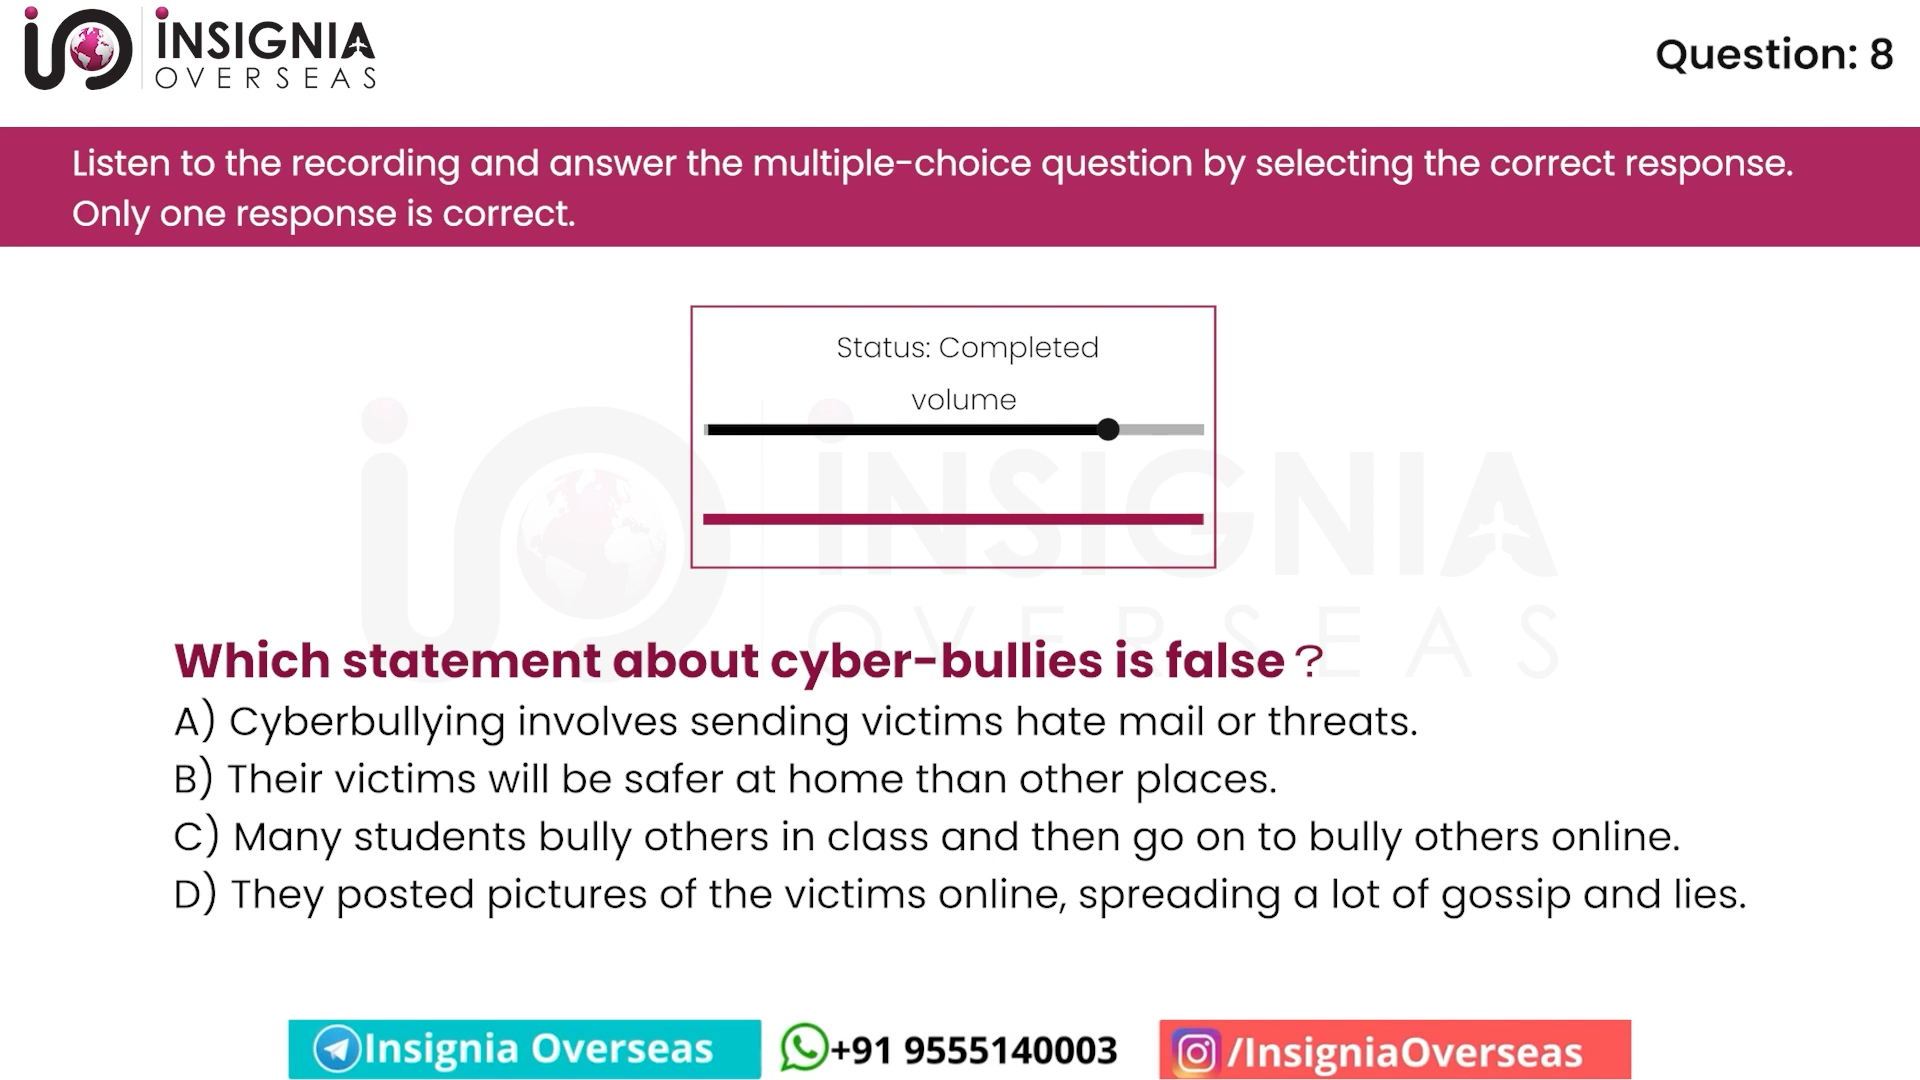 INSIGNIA
OVERSEAS
Question: 8
Listen to the recording and answer the multiple-choice question by selecting the correct response.
Only one response is correct.
Status: Completed
volume
INSIGNIA
OVERSEAS
Which statement about cyber-bullies is false ?
A) Cyberbullying involves sending victims hate mail or threats.
B) Their victims will be safer at home than other places.
C) Many students bully others in class and then go on to bully others online.
D) They posted pictures of the victims online, spreading a lot of gossip and lies.
Insignia Overseas
+91 9555140003
/InsigniaOverseas